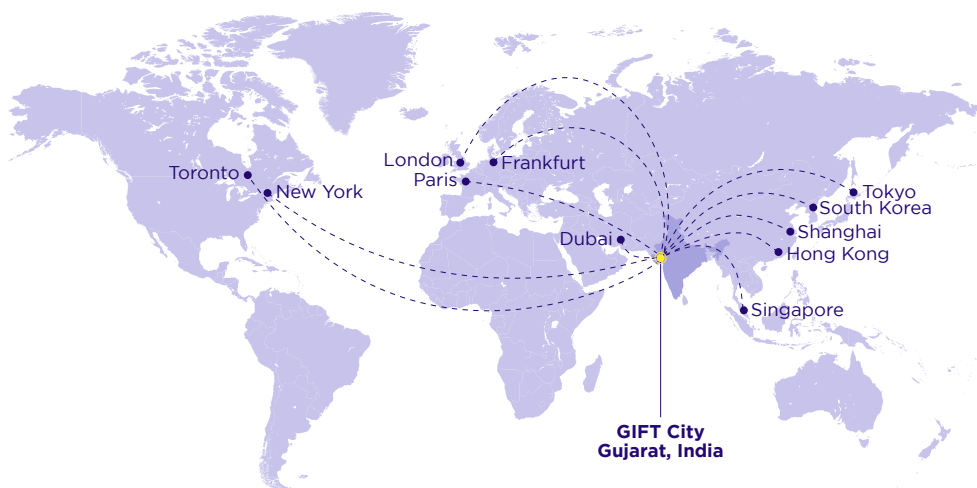 London
Frankfurt
Toronto
Paris
New York
Tokyo
South Korea
Dubai
Shanghai
Hong Kong
Singapore
GIFT City
Gujarat, India